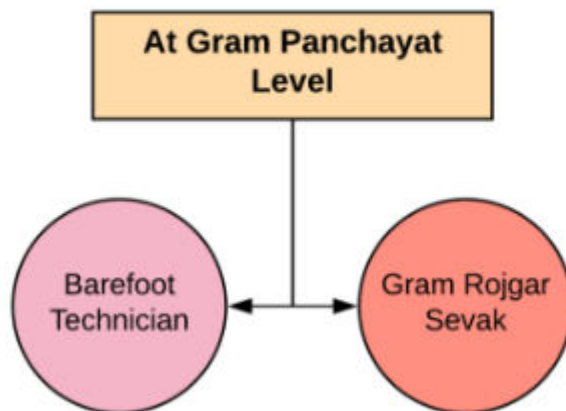 At Gram Panchayat
Level
Barefoot
Technician
Gram Rojgar
Sevak